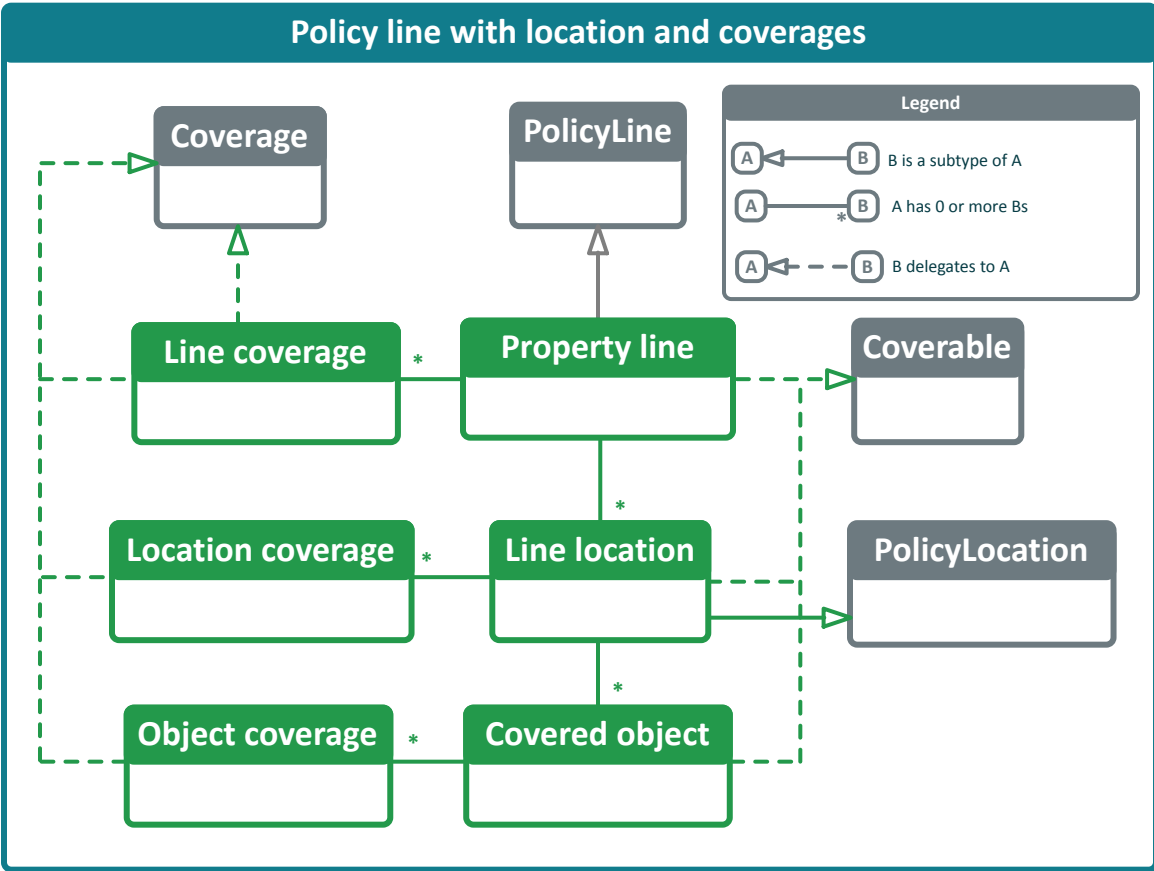 Policy line with location and coverages
Coverage
PolicyLine
Legend
A
B
B is a subtype of A
A
*
B
A has 0 or more Bs
A
B
B delegates to A
Line coverage
*
Property line
Coverable
*
Location coverage
*
Line location
PolicyLocation
*
Object coverage
*
Covered object